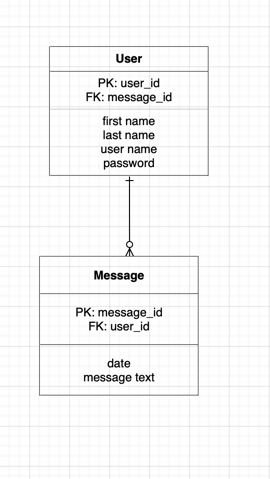 User
PK: user_id
FK: message_id
first name
last name
user name
password
Message
PK: message_id
FK: user_id
date
message text